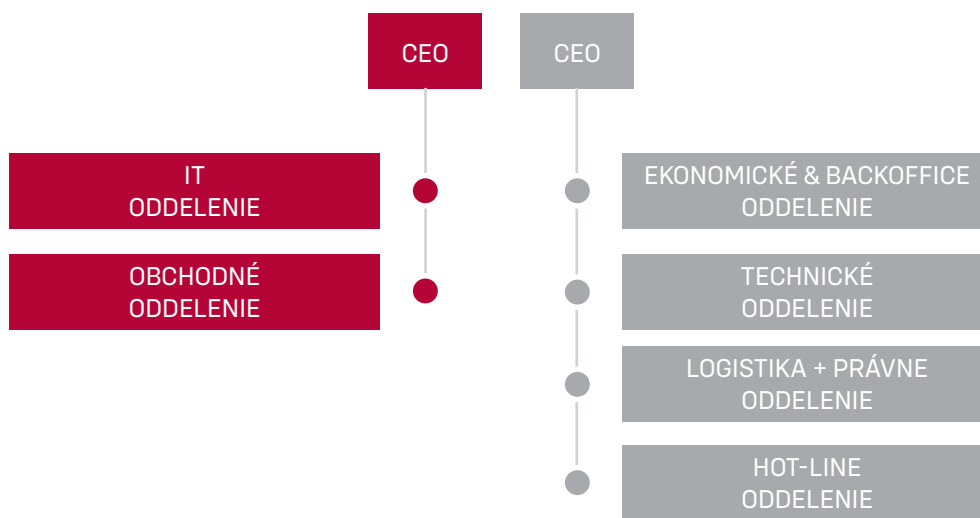 CEO
CEO
IT
ODDELENIE
OBCHODNÉ
ODDELENIE
EKONOMICKÉ & BACKOFFICE
ODDELENIE
TECHNICKÉ
ODDELENIE
LOGISTIKA + PRÁVNE
ODDELENIE
HOT-LINE
ODDELENIE